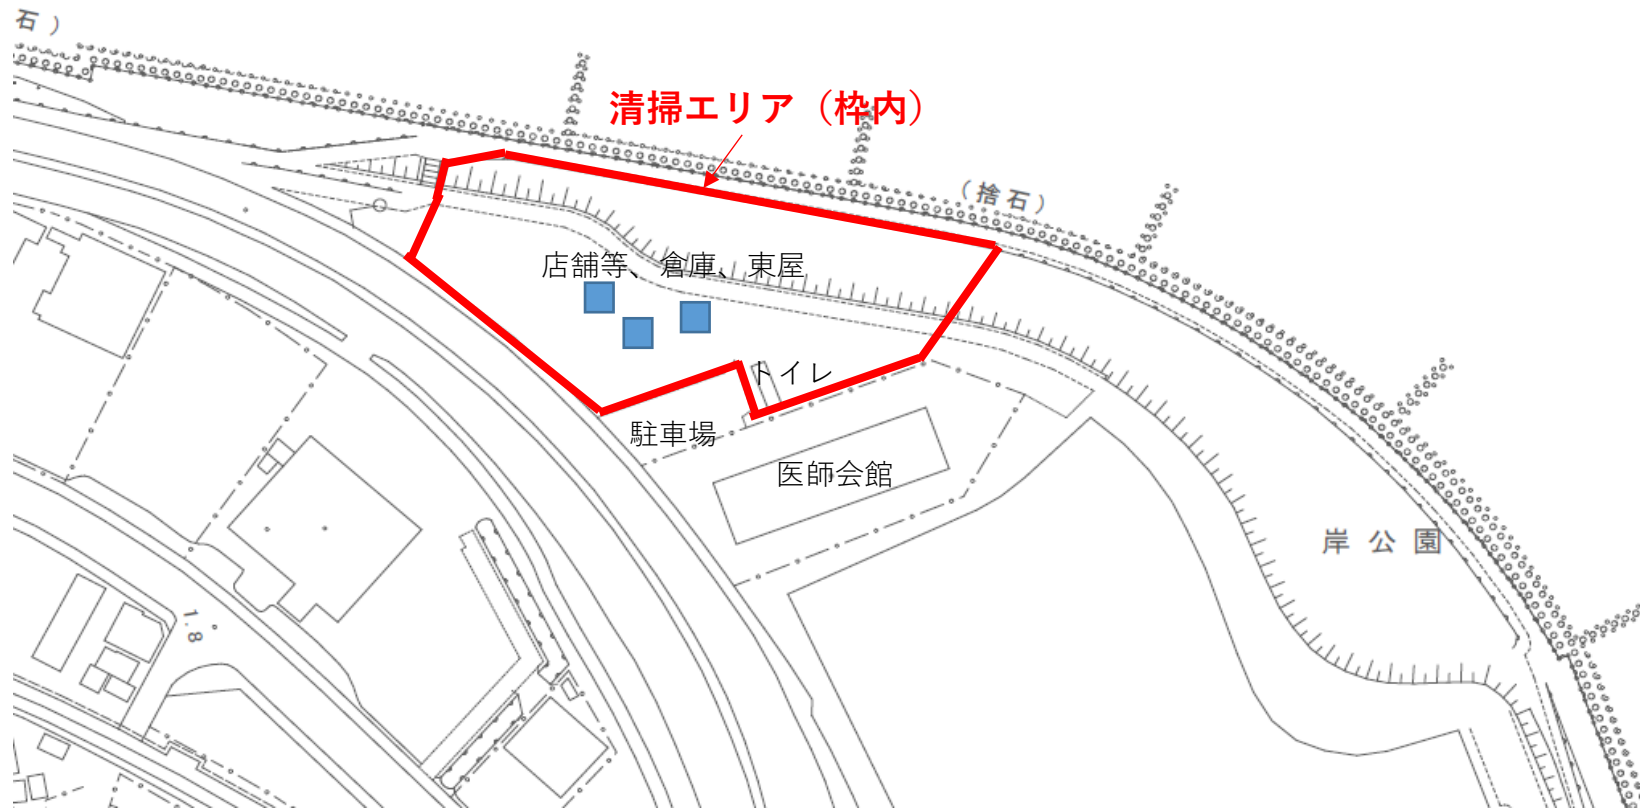 石）
清掃エリア（枠内）
（捨石）
店舗等、倉庫、東屋
トイレ
駐車場
医師会館
岸公園
1.8